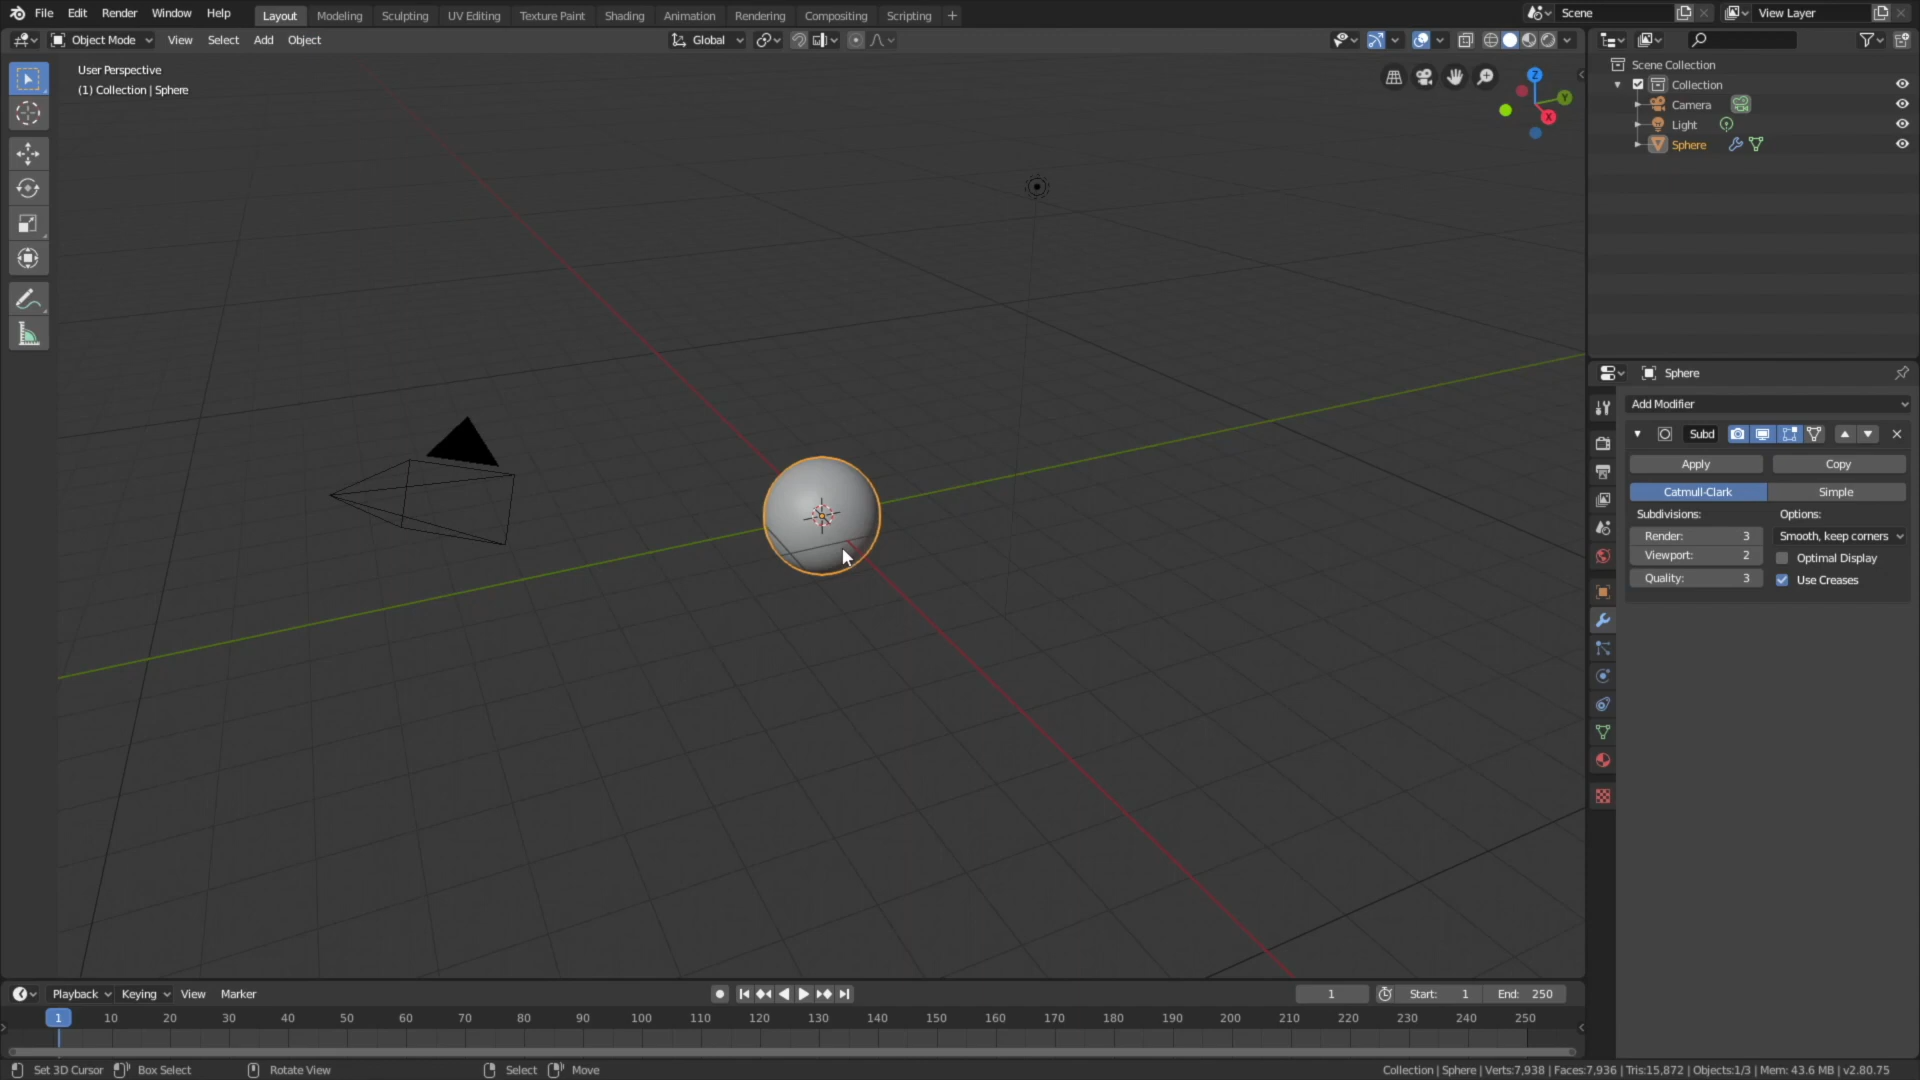 File Edit Render Window Help Layout Modeling Sculpting UV Editing Texture Paint Shading Animation Rendering Compositing Scripting + Scene View Layer
Object Mode View Select Add Object Global
User Perspective
(1) Collection | Sphere
Z
Y
X
Scene Collection
Collection
Camera
Light
Sphere
Sphere
Add Modifier
Subd
Apply Copy
Catmull-Clark Simple
Subdivisions: Options:
Render: 3 Smooth, keep corners
Viewport: 2 Optimal Display
Quality: 3 Use Creases
Playback Keying View Marker 1 Start: 1 End: 250
1 10 20 30 40 50 60 70 80 90 100 110 120 130 140 150 160 170 180 190 200 210 220 230 240 250
Set 3D Cursor Box Select Rotate View Select Move Collection | Sphere | Verts:7,938 | Faces:7,936 | Tris:15,872 | Objects:1/3 | Mem: 43.6 MB | v2.80.75